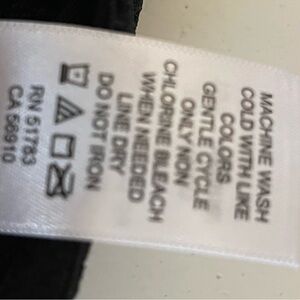 MACHINE WASH
COLD WITH LIKE
COLORS
GENTLE CYCLE
ONLY NON
CHLORINE BLEACH
WHEN NEEDED
LINE DRY
DO NOT IRON
RN 51763
CA 56910